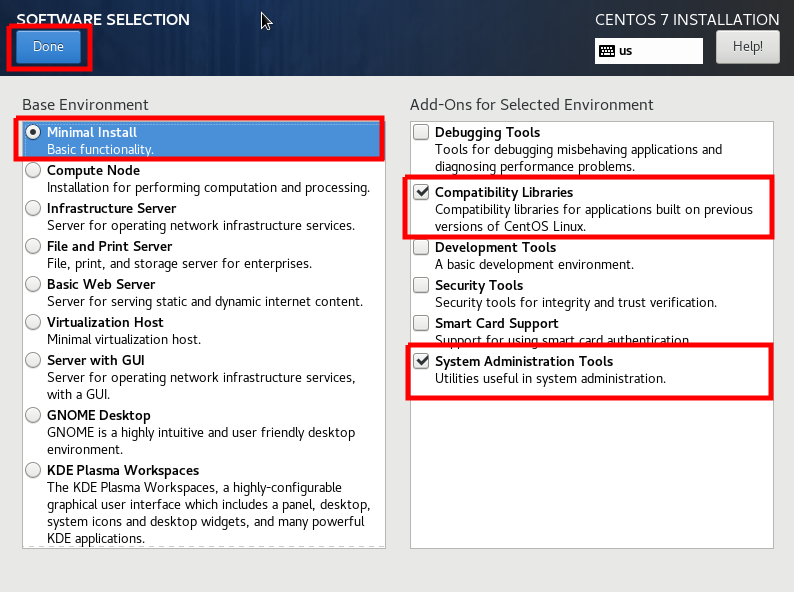 SOFTWARE SELECTION
CENTOS 7 INSTALLATION
Done
us
Help!
Base Environment
Minimal Install
Basic functionality.
Compute Node
Installation for performing computation and processing.
Infrastructure Server
Server for operating network infrastructure services.
File and Print Server
File, print, and storage server for enterprises.
Basic Web Server
Server for serving static and dynamic internet content.
Virtualization Host
Minimal virtualization host.
Server with GUI
Server for operating network infrastructure services,
with a GUI.
GNOME Desktop
GNOME is a highly intuitive and user friendly desktop
environment.
KDE Plasma Workspaces
The KDE Plasma Workspaces, a highly-configurable
graphical user interface which includes a panel, desktop,
system icons and desktop widgets, and many powerful
KDE applications.
Add-Ons for Selected Environment
Debugging Tools
Tools for debugging misbehaving applications and
diagnosing performance problems.
Compatibility Libraries
Compatibility libraries for applications built on previous
versions of CentOS Linux.
Development Tools
A basic development environment.
Security Tools
Security tools for integrity and trust verification.
Smart Card Support
Support for using smart card authentication.
System Administration Tools
Utilities useful in system administration.